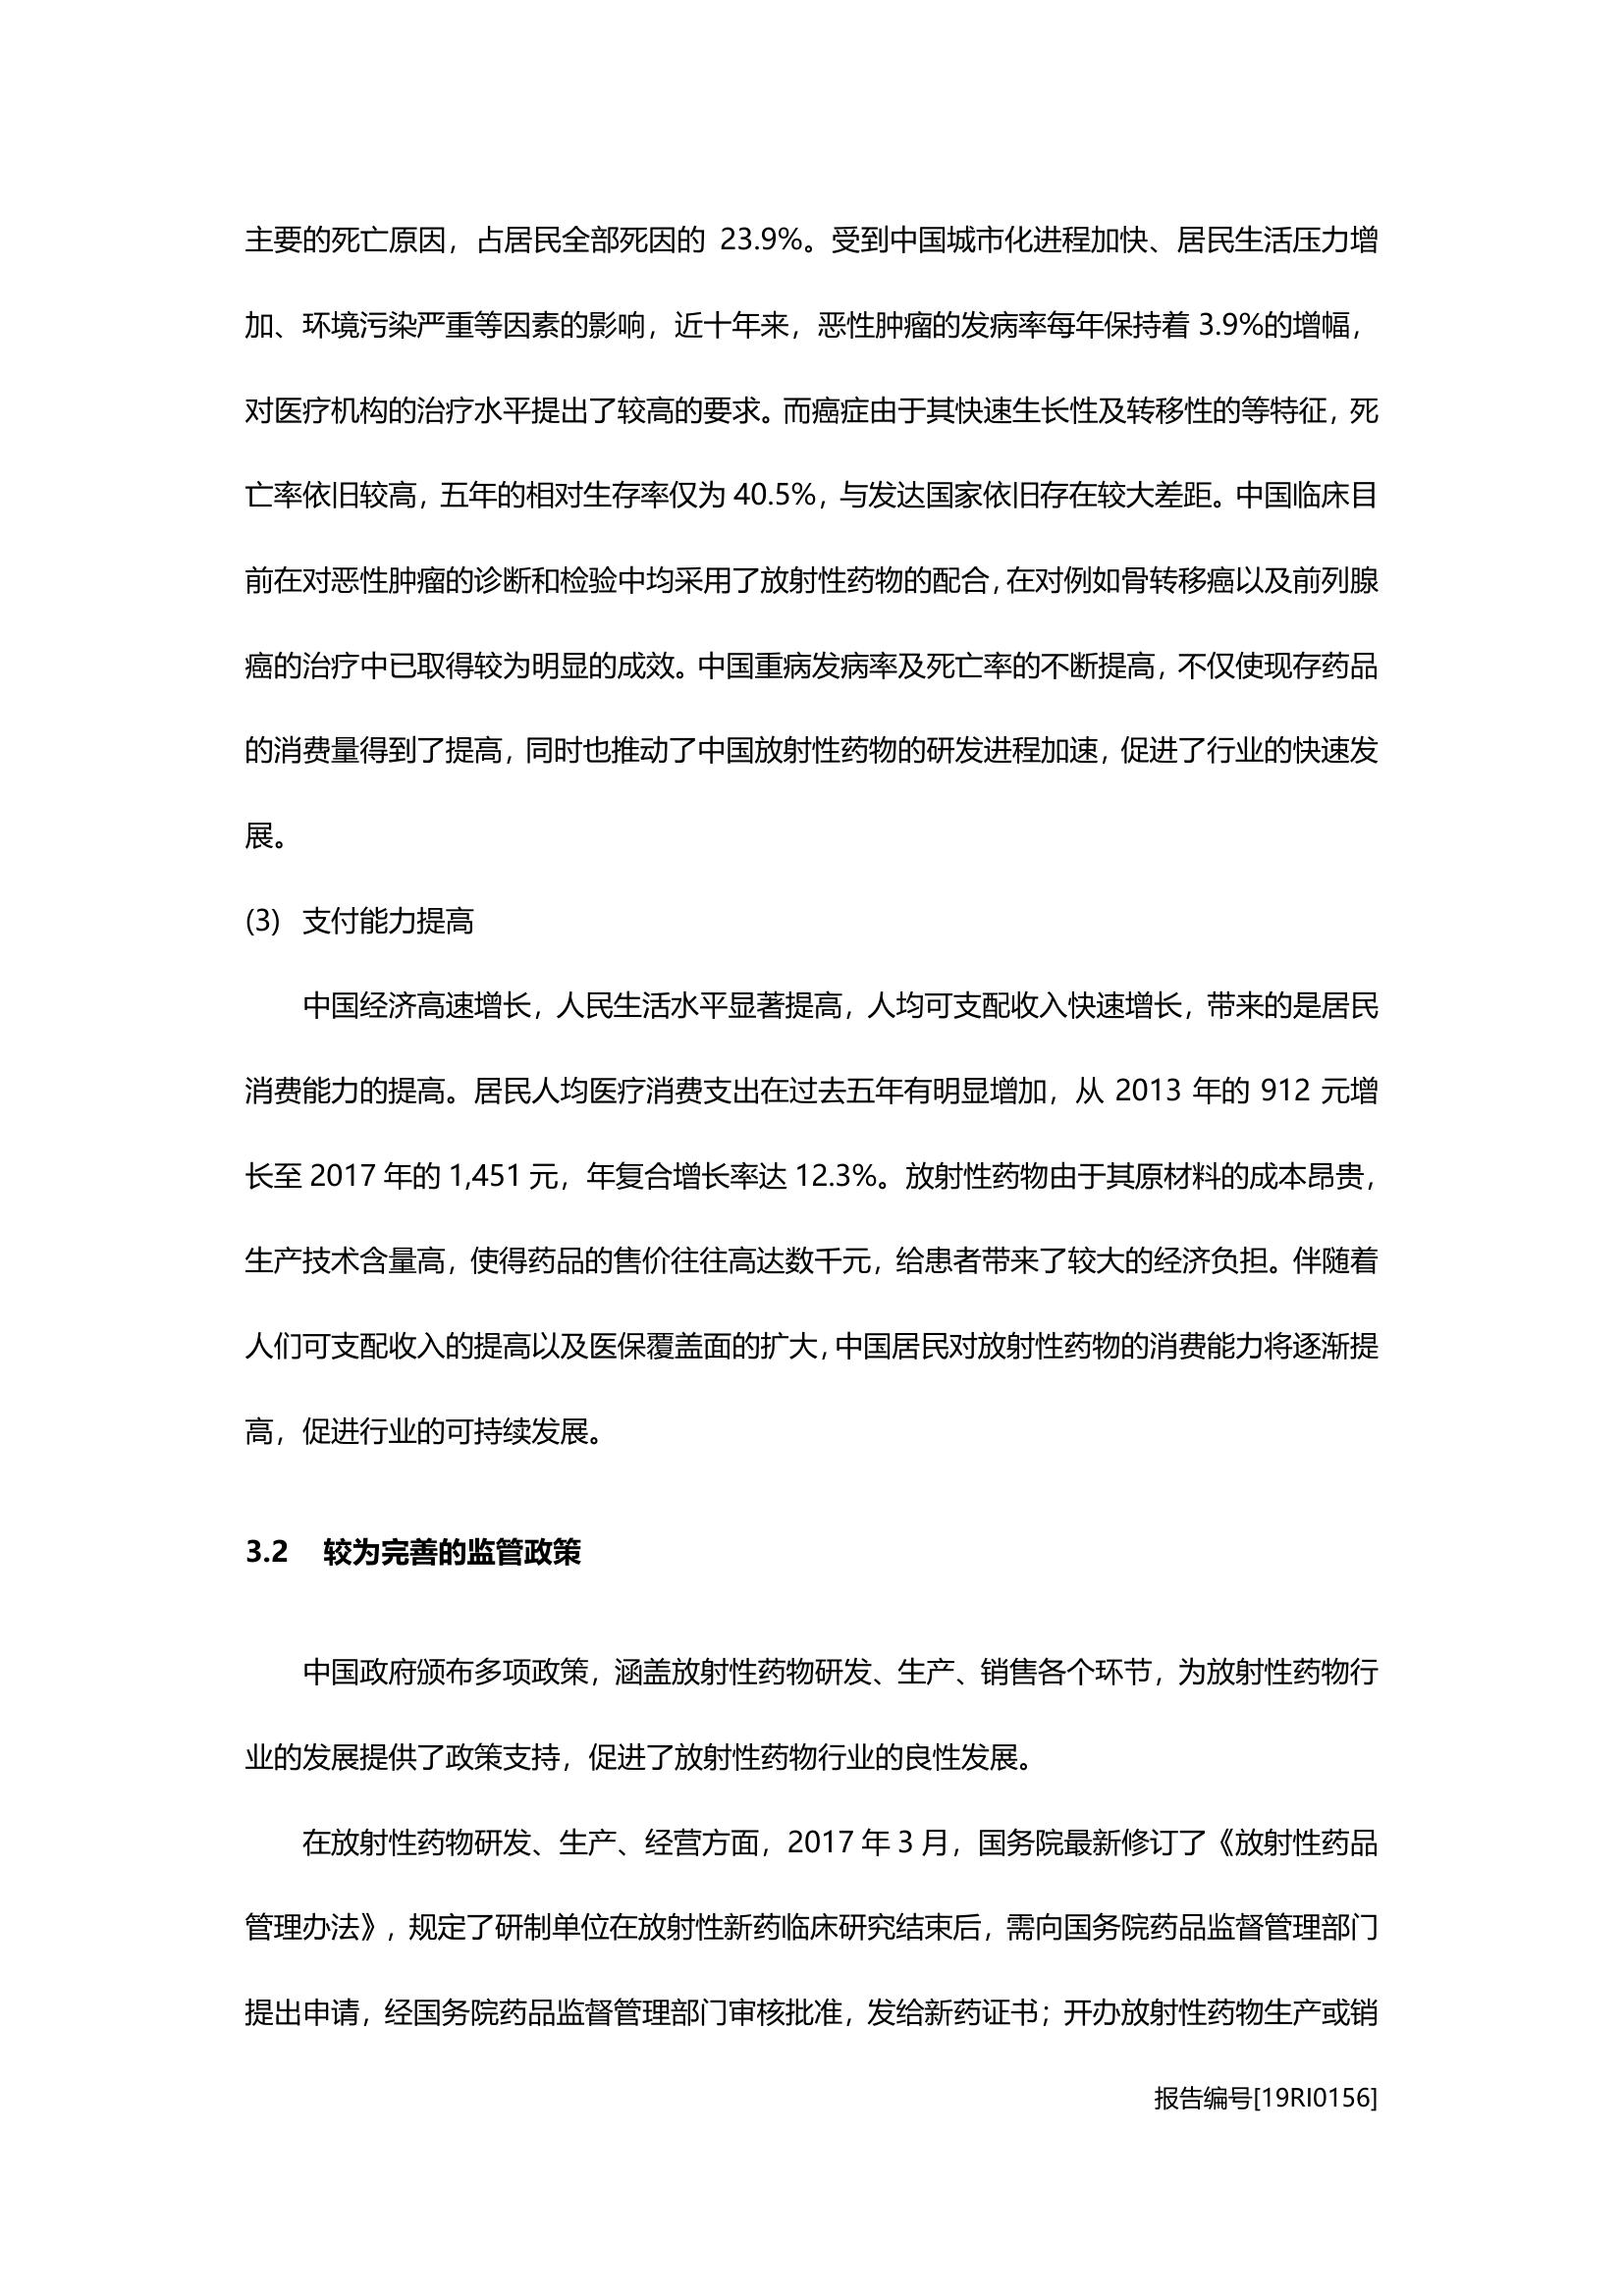 主要的死亡原因，占居民全部死因的 23.9%。受到中国城市化进程加快、居民生活压力增
加、环境污染严重等因素的影响，近十年来，恶性肿瘤的发病率每年保持着 3.9%的增幅，
对医疗机构的治疗水平提出了较高的要求。而癌症由于其快速生长性及转移性的等特征，死
亡率依旧较高，五年的相对生存率仅为 40.5%，与发达国家依旧存在较大差距。中国临床目
前在对恶性肿瘤的诊断和检验中均采用了放射性药物的配合，在对例如骨转移癌以及前列腺
癌的治疗中已取得较为明显的成效。中国重病发病率及死亡率的不断提高，不仅使现存药品
的消费量得到了提高，同时也推动了中国放射性药物的研发进程加速，促进了行业的快速发
展。
(3) 支付能力提高
中国经济高速增长，人民生活水平显著提高，人均可支配收入快速增长，带来的是居民
消费能力的提高。居民人均医疗消费支出在过去五年有明显增加，从 2013 年的 912 元增
长至 2017 年的 1,451 元，年复合增长率达 12.3%。放射性药物由于其原材料的成本昂贵，
生产技术含量高，使得药品的售价往往高达数千元，给患者带来了较大的经济负担。伴随着
人们可支配收入的提高以及医保覆盖面的扩大，中国居民对放射性药物的消费能力将逐渐提
高，促进行业的可持续发展。
3.2 较为完善的监管政策
中国政府颁布多项政策，涵盖放射性药物研发、生产、销售各个环节，为放射性药物行
业的发展提供了政策支持，促进了放射性药物行业的良性发展。
在放射性药物研发、生产、经营方面，2017 年 3 月，国务院最新修订了《放射性药品
管理办法》，规定了研制单位在放射性新药临床研究结束后，需向国务院药品监督管理部门
提出申请，经国务院药品监督管理部门审核批准，发给新药证书；开办放射性药物生产或销
报告编号[19RI0156]